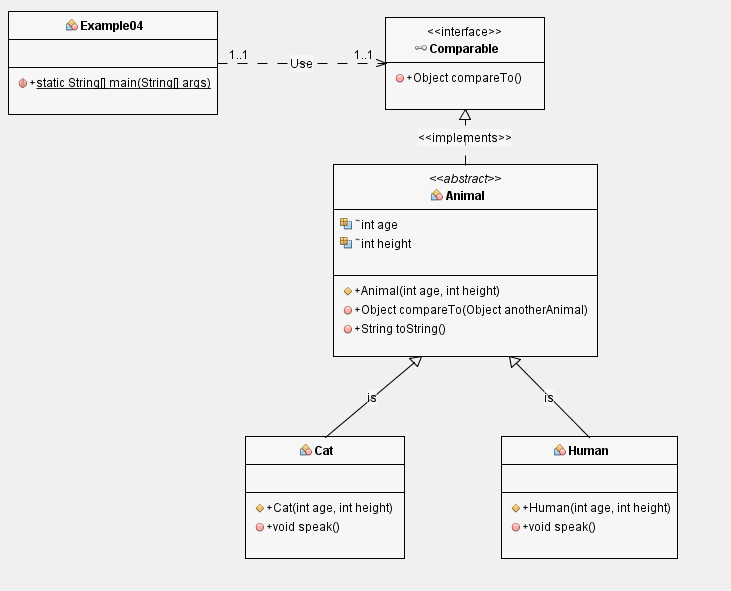 Example04
+static String[] main(String[] args)
1..1
Use
1..1
<<interface>>
Comparable
+Object compareTo()
<<implements>>
<<abstract>>
Animal
~int age
~int height
+Animal(int age, int height)
+Object compareTo(Object anotherAnimal)
+String toString()
is
is
Cat
+Cat(int age, int height)
+void speak()
Human
+Human(int age, int height)
+void speak()